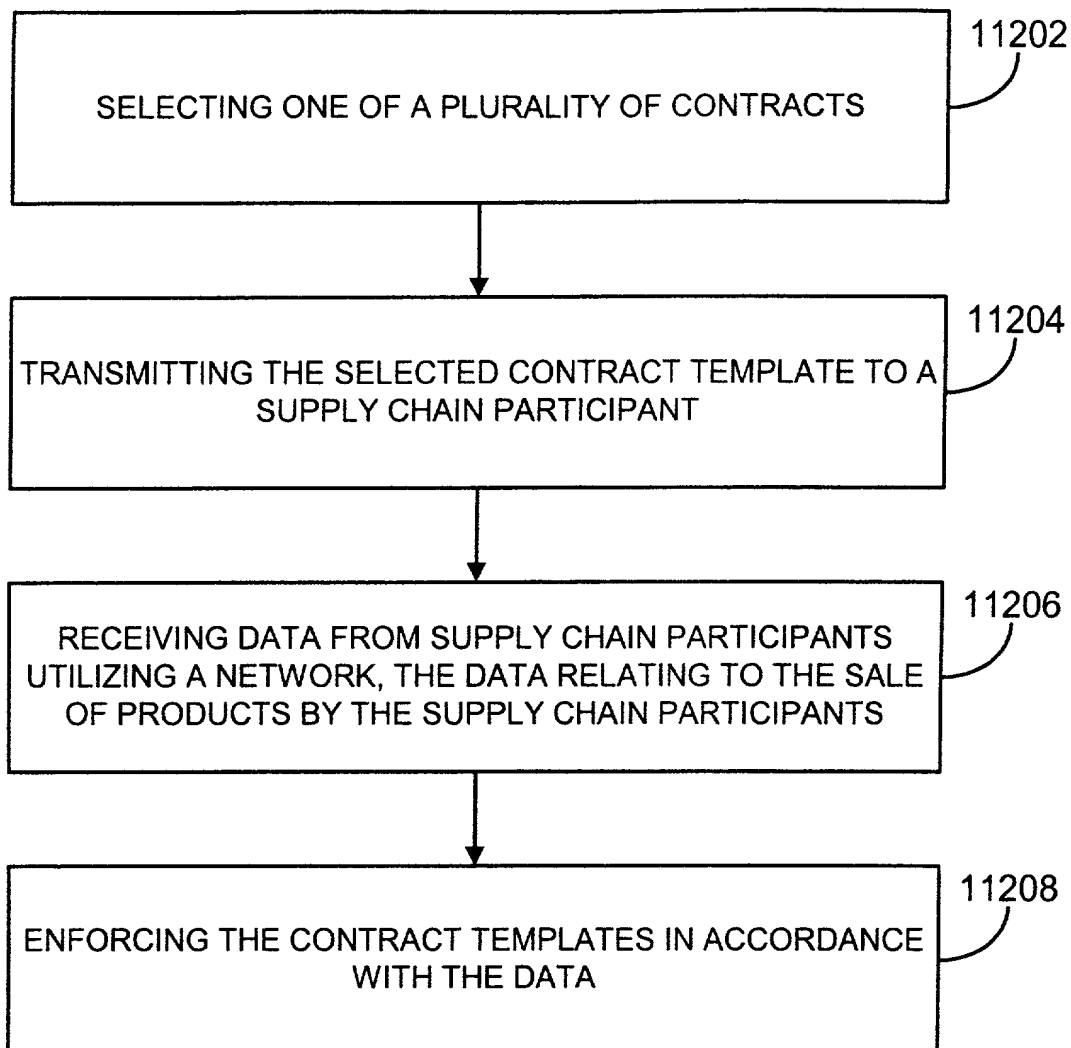 11202
SELECTING ONE OF A PLURALITY OF CONTRACTS
11204
TRANSMITTING THE SELECTED CONTRACT TEMPLATE TO A
SUPPLY CHAIN PARTICIPANT
11206
RECEIVING DATA FROM SUPPLY CHAIN PARTICIPANTS
UTILIZING A NETWORK, THE DATA RELATING TO THE SALE
OF PRODUCTS BY THE SUPPLY CHAIN PARTICIPANTS
11208
ENFORCING THE CONTRACT TEMPLATES IN ACCORDANCE
WITH THE DATA